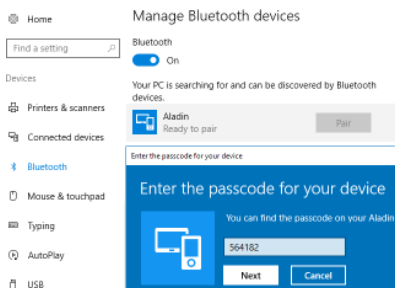 Home
Find a setting
Devices
Printers & scanners
Connected devices
Bluetooth
Mouse & touchpad
Typing
AutoPlay
USB
Manage Bluetooth devices
Bluetooth
On
Your PC is searching for and can be discovered by Bluetooth
devices.
Aladin
Ready to pair
Pair
Enter the passcode for your device
Enter the passcode for your device
You can find the passcode on your Aladin
564182
Next
Cancel